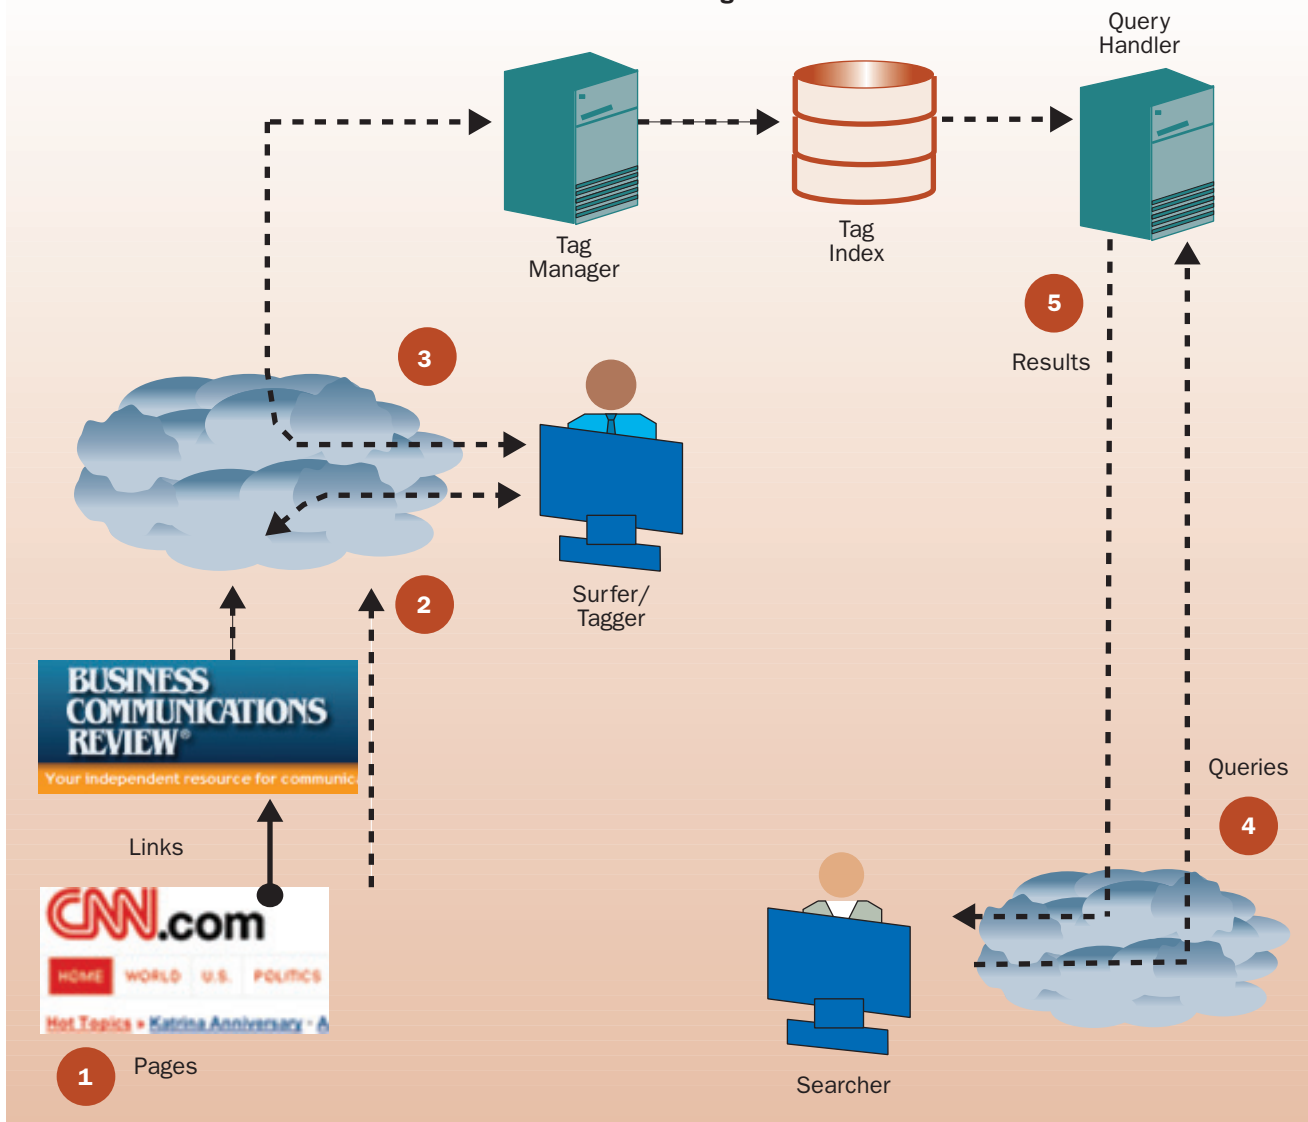 Query
Handler
Tag
Manager
Tag
Index
5
Results
3
Surfer/
Tagger
2
BUSINESS
COMMUNICATIONS
REVIEW®
Your independent resource for communic
Queries
4
Links
CNN.com
HOME WORLD U.S. POLITICS
Hot Topics » Katrina Anniversary · A
1
Pages
Searcher